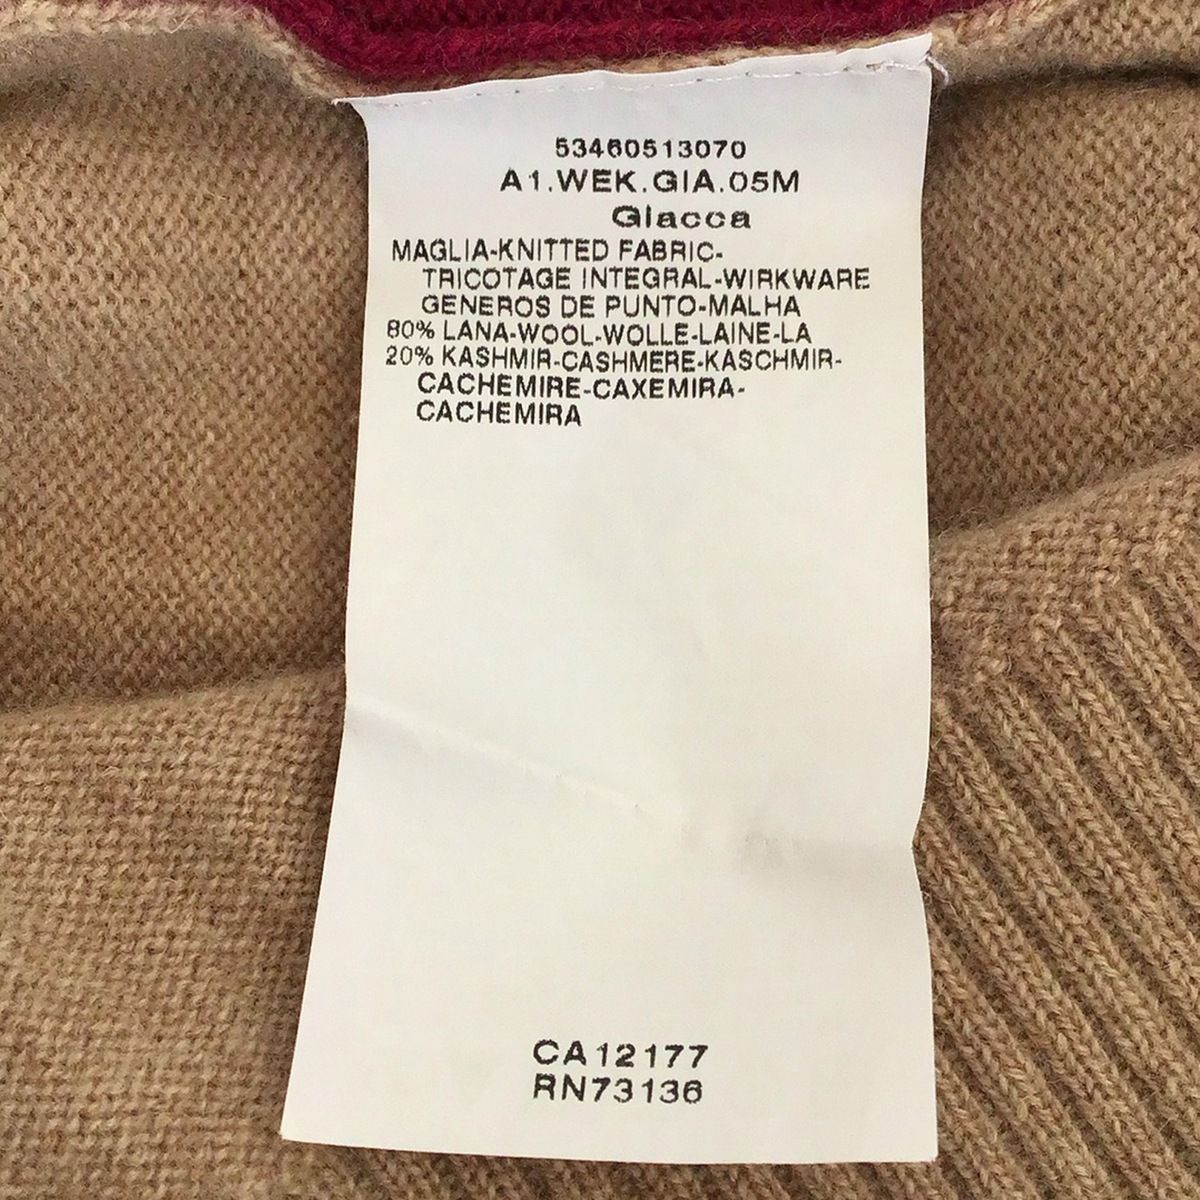 53460513070
A1.WEK.GIA.05M
Giacca
MAGLIA-KNITTED FABRIC-
TRICOTAGE INTEGRAL-WIRKWARE
GENEROS DE PUNTO-MALHA
80% LANA-WOOL-WOLLE-LAINE-LA
20% KASHMIR-CASHMERE-KASCHMIR-
CACHEMIRE-CAXEMIRA-
CACHEMIRA
CA12177
RN73136